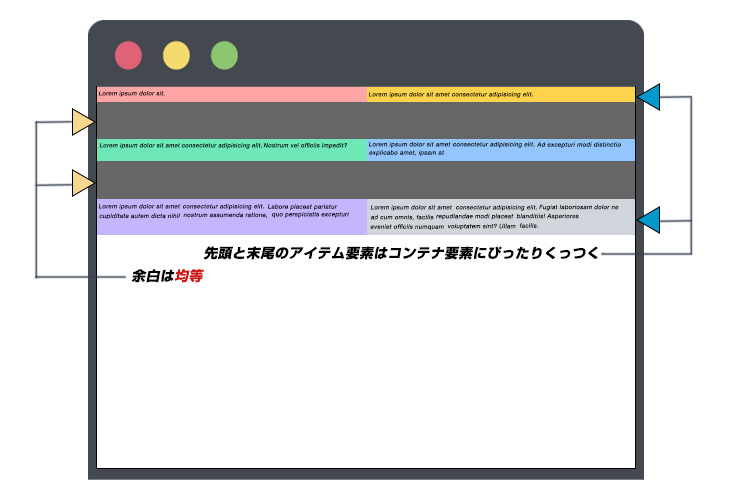 Lorem ipsum dolor sit.
Lorem ipsum dolor sit amet consectetur adipisicing elit.
Lorem ipsum dolor sit amet consectetur adipisicing elit. Nostrum vel officiis impedit?
Lorem ipsum dolor sit amet consectetur adipisicing elit. Ad excepturi modi distinctio
explicabo amet, ipsam at
Lorem ipsum dolor sit amet consectetur adipisicing elit. Labore placeat pariatur
cupiditate autem dicta nihil nostrum assumenda ratione, quo perspiciatis excepturi
Lorem ipsum dolor sit amet consectetur adipisicing elit. Fugiat laboriosam dolor ne
ad cum omnis, facilis repudiandae modi placeat blanditiis! Asperiores
eveniet officiis numquam voluptatem sint? Ullam facilis.
先頭と末尾のアイテム要素はコンテナ要素にぴったりくっつく
余白は均等